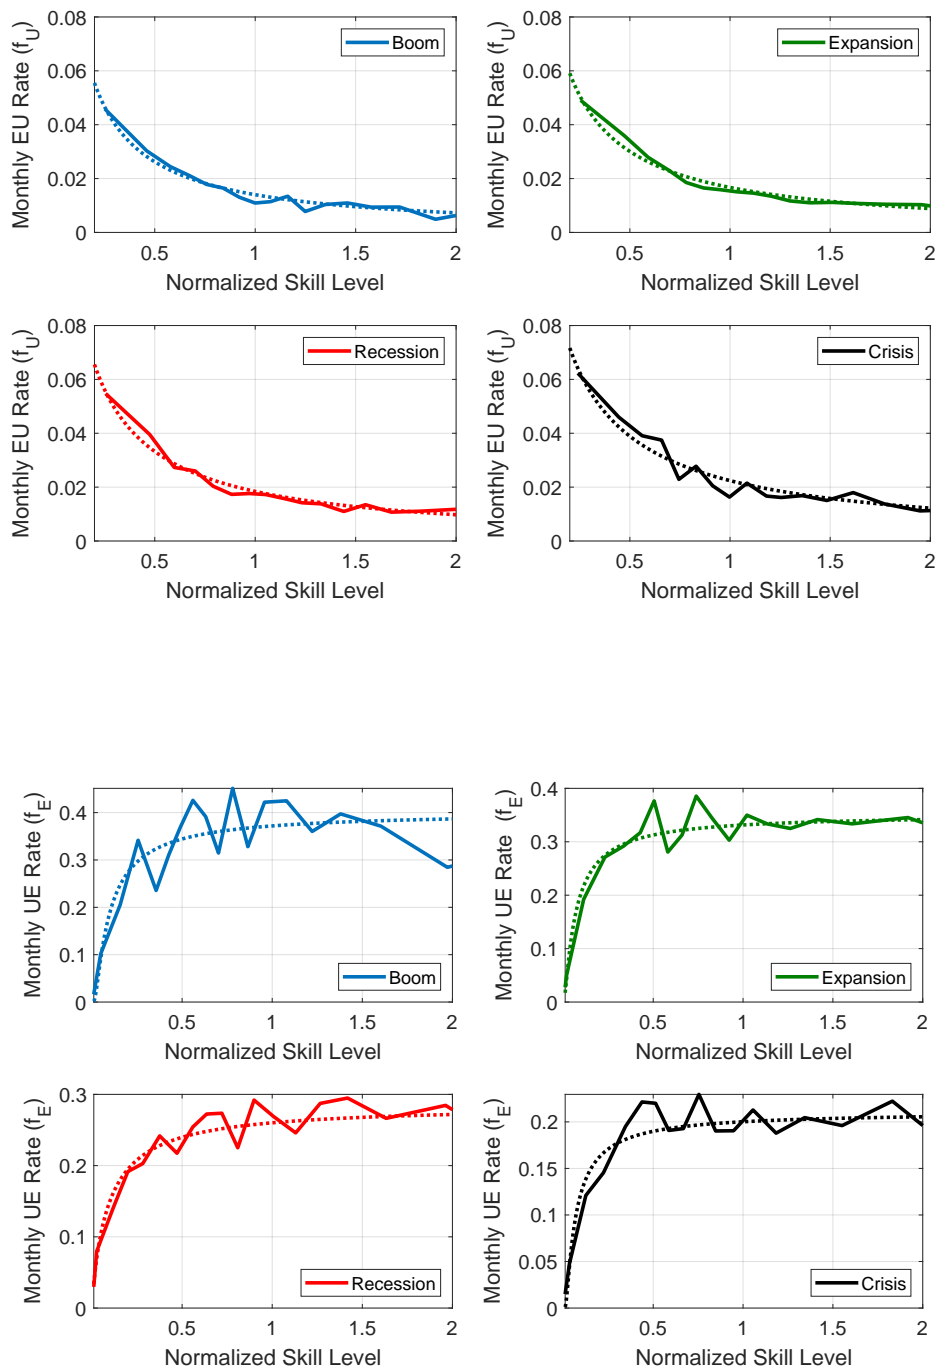 0.08
0.06
0.04
0.02
0
Monthly EU Rate (f_U)
Boom
0.5 1 1.5 2
Normalized Skill Level
0.08
0.06
0.04
0.02
0
Monthly EU Rate (f_U)
Expansion
0.5 1 1.5 2
Normalized Skill Level
0.08
0.06
0.04
0.02
0
Monthly EU Rate (f_U)
Recession
0.5 1 1.5 2
Normalized Skill Level
0.08
0.06
0.04
0.02
0
Monthly EU Rate (f_U)
Crisis
0.5 1 1.5 2
Normalized Skill Level
0.4
0.3
0.2
0.1
0
Monthly UE Rate (f_E)
Boom
0.5 1 1.5 2
Normalized Skill Level
0.4
0.3
0.2
0.1
0
Monthly UE Rate (f_E)
Expansion
0.5 1 1.5 2
Normalized Skill Level
0.3
0.2
0.1
0
Monthly UE Rate (f_E)
Recession
0.5 1 1.5 2
Normalized Skill Level
0.2
0.15
0.1
0.05
0
Monthly UE Rate (f_E)
Crisis
0.5 1 1.5 2
Normalized Skill Level